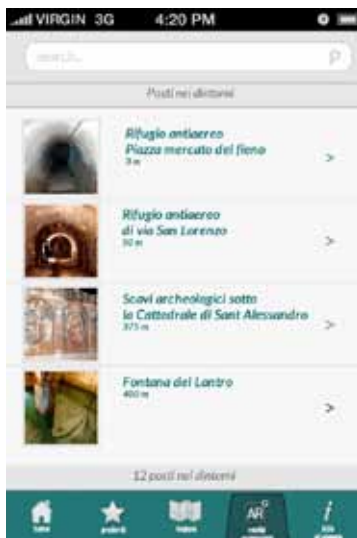 VIRGIN 3G 4:20 PM
search...
Posti nei dintorni
Rifugio antiaereo
Piazza mercato del fieno
Rifugio antiaereo
di via San Lorenzo
Scavi archeologici sotto
la Cattedrale di Sant Alessandro
375 m
Fontana del Lantro
400 m
12 posti nei dintorni
home
AR
i